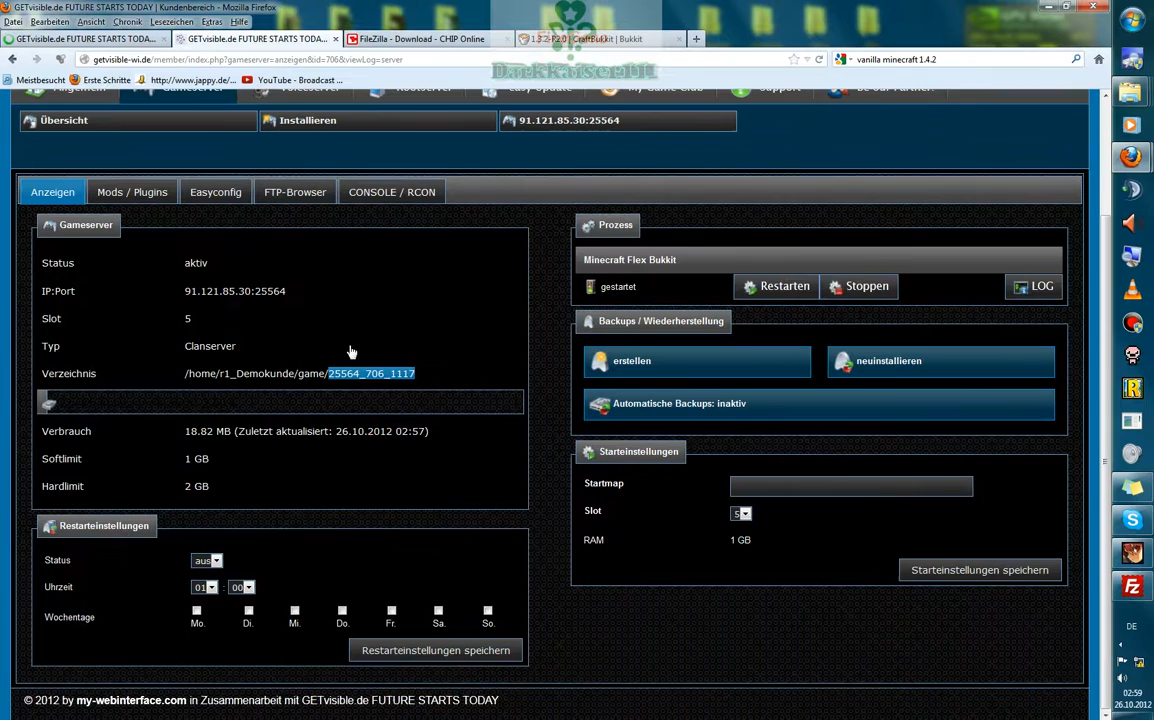 GETvisible.de FUTURE STARTS TODAY | Kundenbereich - Mozilla Firefox
Datei Bearbeiten Ansicht Chronik Lesezeichen Extras Hilfe
GETvisible.de FUTURE STARTS TODAY... GETvisible.de FUTURE STARTS TODAY... FileZilla - Download - CHIP Online 1.3.2-R2.0 | CraftBukkit | Bukkit
getvisible-wi.de/member/index.php?gameserver=anzeigen&id=706&viewLog=server
vanilla minecraft 1.4.2
Meistbesucht Erste Schritte http://www.jappy.de/... YouTube - Broadcast ...
Übersicht Installieren 91.121.85.30:25564
Anzeigen Mods / Plugins Easyconfig FTP-Browser CONSOLE / RCON
Gameserver
Status aktiv
IP:Port 91.121.85.30:25564
Slot 5
Typ Clanserver
Verzeichnis /home/r1_Demokunde/game/25564_706_1117
Verbrauch 18.82 MB (Zuletzt aktualisiert: 26.10.2012 02:57)
Softlimit 1 GB
Hardlimit 2 GB
Restarteinstellungen
Status aus
Uhrzeit 01 : 00
Wochentage Mo. Di. Mi. Do. Fr. Sa. So.
Restarteinstellungen speichern
Prozess
Minecraft Flex Bukkit
gestartet Restarten Stoppen LOG
Backups / Wiederherstellung
erstellen neuinstallieren
Automatische Backups: inaktiv
Starteinstellungen
Startmap
Slot 5
RAM 1 GB
Starteinstellungen speichern
© 2012 by my-webinterface.com in Zusammenarbeit mit GETvisible.de FUTURE STARTS TODAY
DE
02:59
26.10.2012